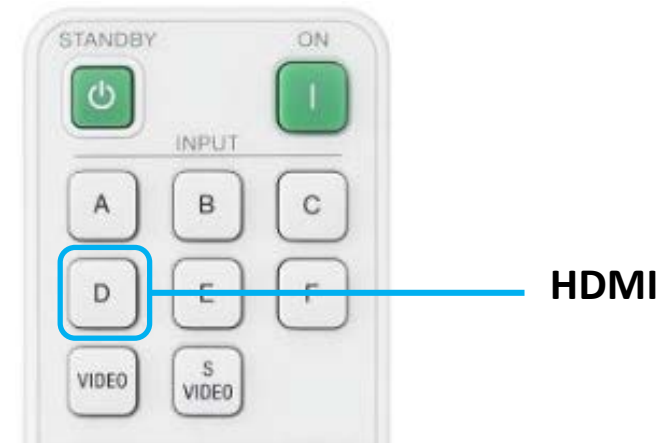 STANDBY ON
INPUT
A B C
D E F HDMI
VIDEO S VIDEO